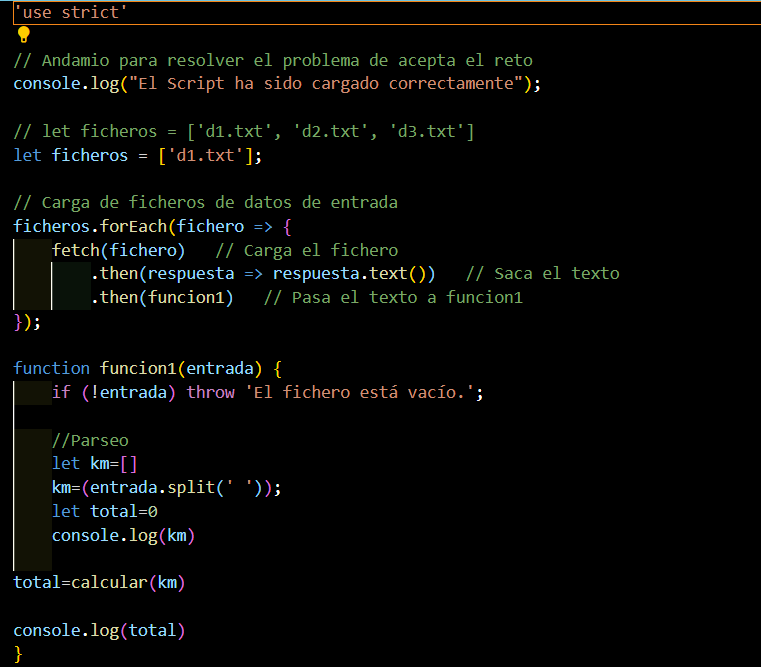 'use strict'
// Andamio para resolver el problema de acepta el reto
console.log("El Script ha sido cargado correctamente");
// let ficheros = ['d1.txt', 'd2.txt', 'd3.txt']
let ficheros = ['d1.txt'];
// Carga de ficheros de datos de entrada
ficheros.forEach(fichero => {
    fetch(fichero)   // Carga el fichero
        .then(respuesta => respuesta.text())   // Saca el texto
        .then(funcion1)   // Pasa el texto a funcion1
});
function funcion1(entrada) {
    if (!entrada) throw 'El fichero está vacío.';
    //Parseo
    let km=[]
    km=(entrada.split(' '));
    let total=0
    console.log(km)
total=calcular(km)
console.log(total)
}